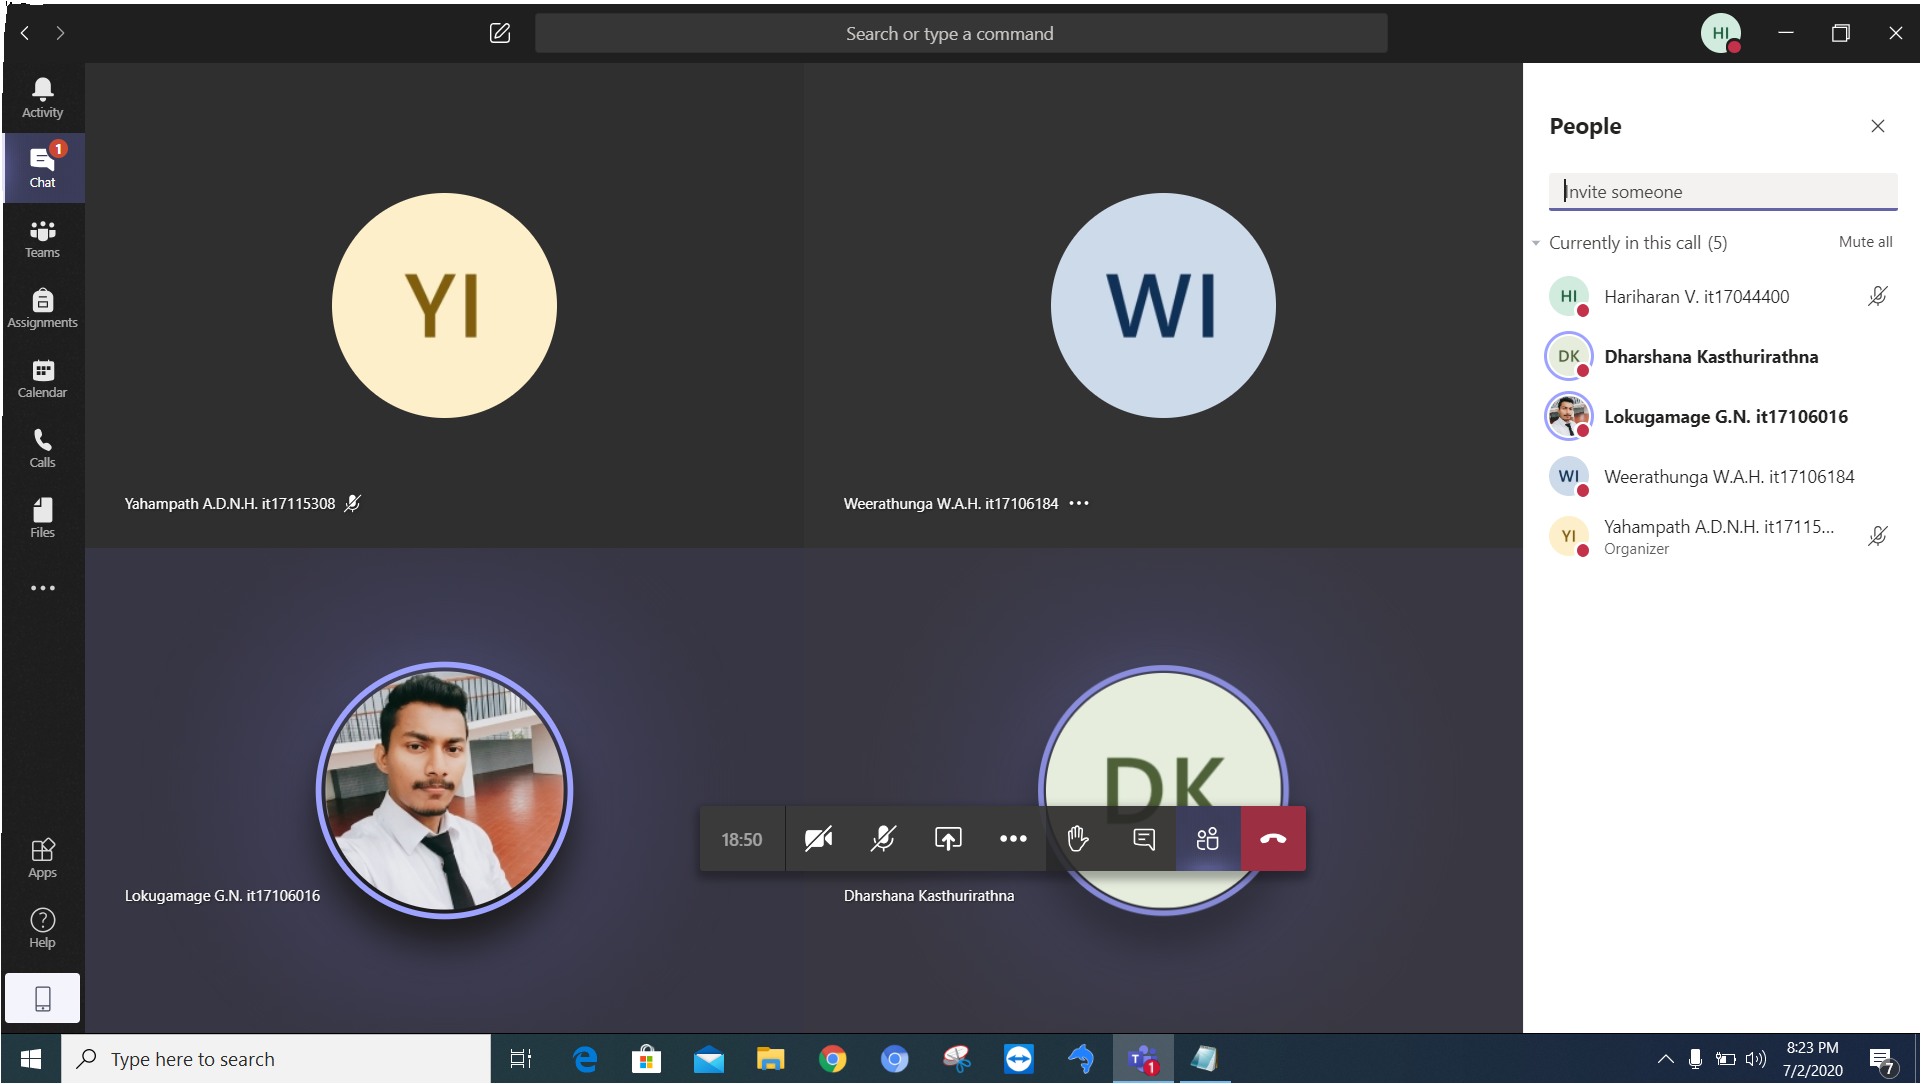 Search or type a command
HI
Activity
1
Chat
Teams
Assignments
Calendar
Calls
Files
Apps
Help
YI
Yahampath A.D.N.H. it17115308
WI
Weerathunga W.A.H. it17106184
Lokugamage G.N. it17106016
DK
Dharshana Kasthurirathna
18:50
People
Invite someone
Currently in this call (5)
Mute all
HI
Hariharan V. it17044400
DK
Dharshana Kasthurirathna
Lokugamage G.N. it17106016
WI
Weerathunga W.A.H. it17106184
YI
Yahampath A.D.N.H. it17115...
Organizer
Type here to search
T
1
8:23 PM
7/2/2020
7